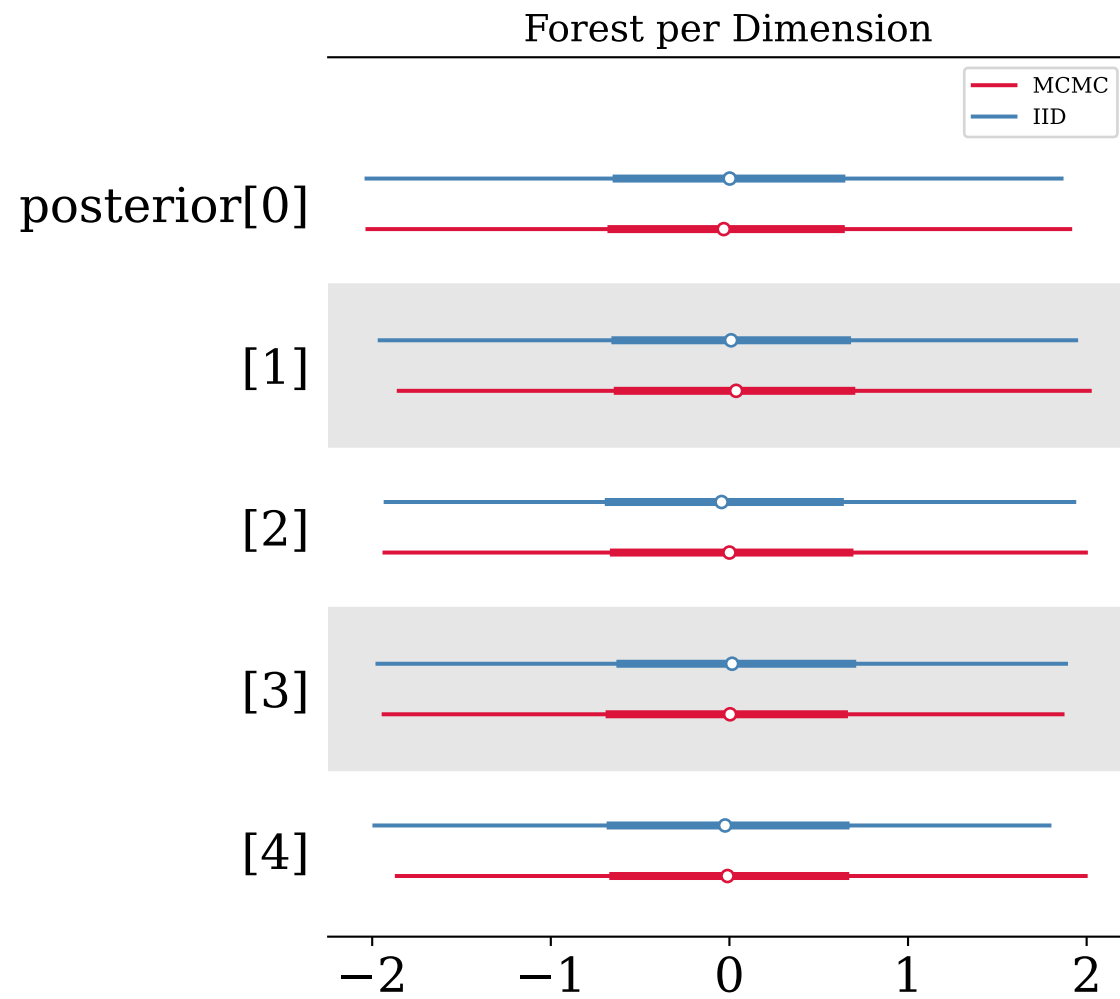 Forest per Dimension
MCMC
IID
posterior[0]
[1]
[2]
[3]
[4]
−2 −1 0 1 2